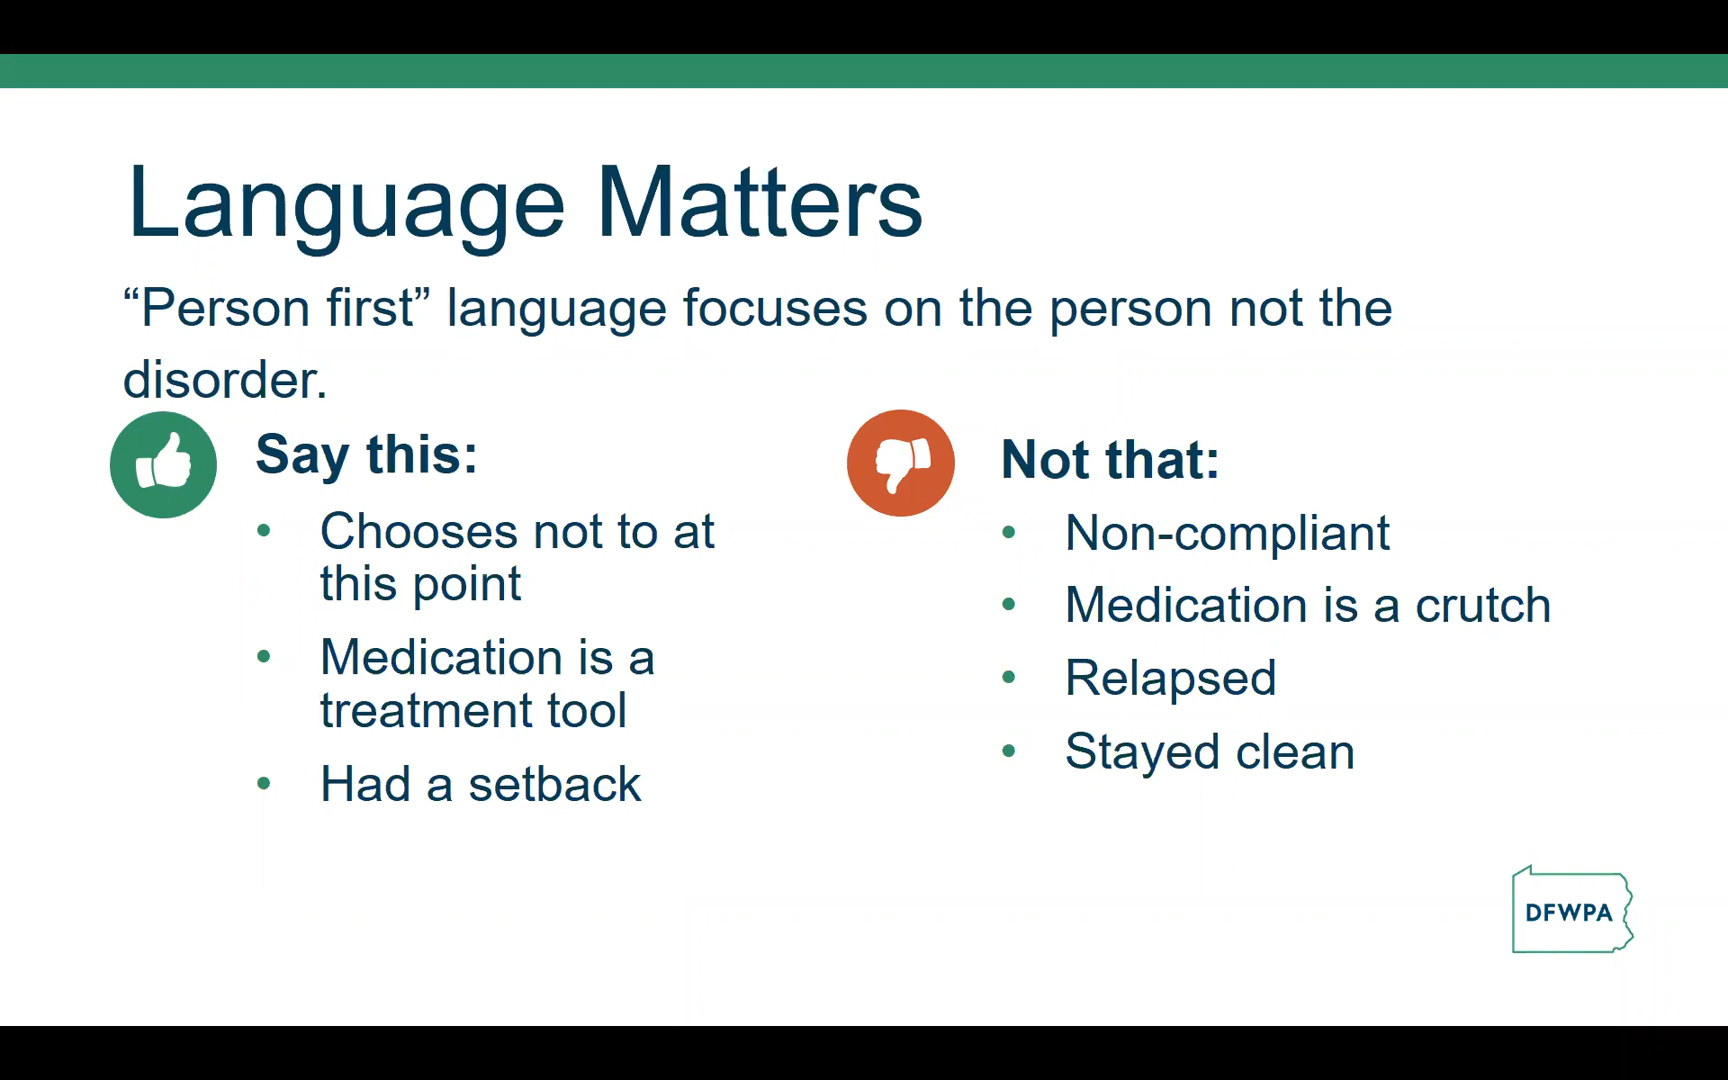 Language Matters
“Person first” language focuses on the person not the
disorder.
Say this:
• Chooses not to at
this point
• Medication is a
treatment tool
• Had a setback
Not that:
• Non-compliant
• Medication is a crutch
• Relapsed
• Stayed clean
DFWPA